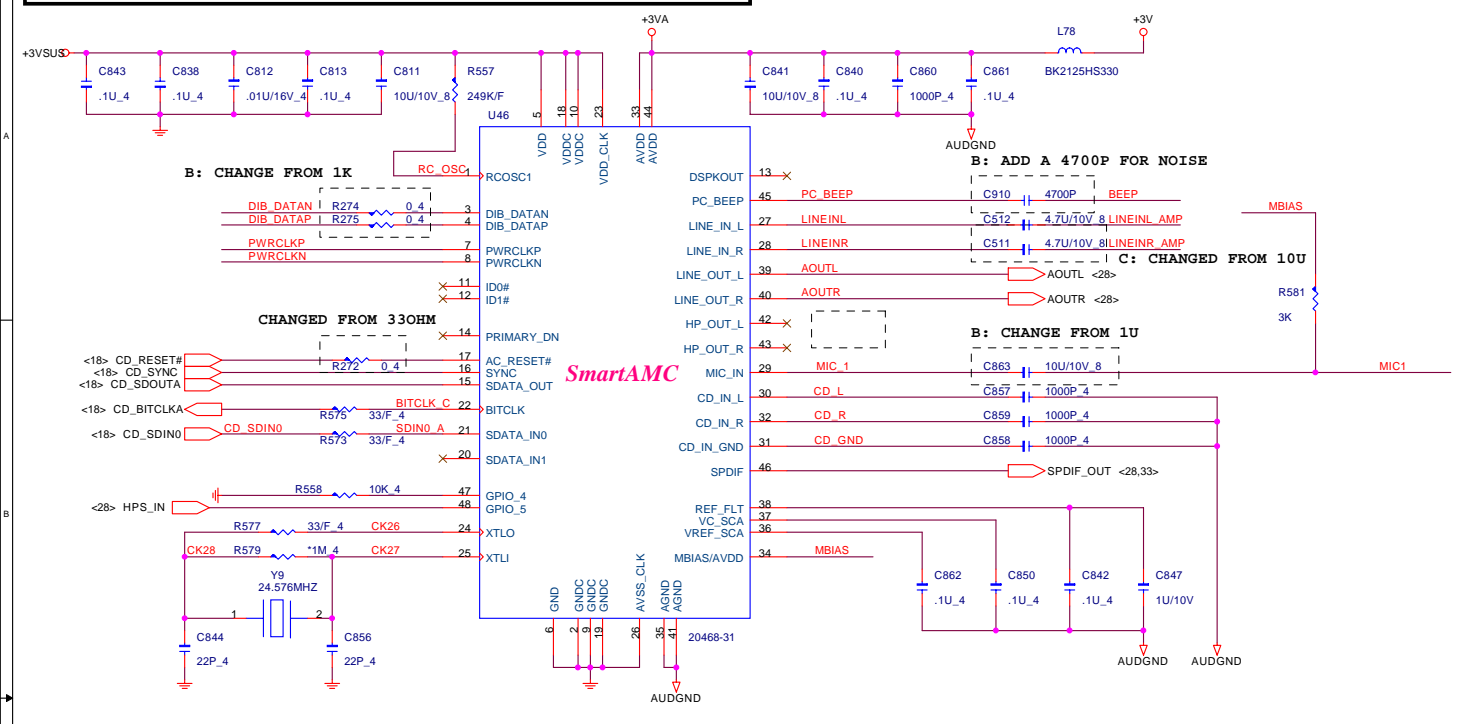 +3VA
+3V
L78
BK2125HS330
+3VSUS
C843
.1U_4
C838
.1U_4
C812
.01U/16V_4
C813
.1U_4
C811
10U/10V_8
R557
249K/F
C841
10U/10V_8
C840
.1U_4
C860
1000P_4
C861
.1U_4
AUDGND
U46
5
18
10
23
33
44
VDD
VDDC
VDDC
VDD_CLK
AVDD
AVDD
A
B
B: CHANGE FROM 1K
RC_OSC
1
RCOSC1
DIB_DATAN
R274
0_4
3
DIB_DATAN
DIB_DATAP
R275
0_4
4
DIB_DATAP
PWRCLKP
7
PWRCLKP
PWRCLKN
8
PWRCLKN
11
ID0#
12
ID1#
CHANGED FROM 33OHM
14
PRIMARY_DN
<18> CD_RESET#
R272
0_4
17
AC_RESET#
<18> CD_SYNC
16
SYNC
<18> CD_SDOUTA
15
SDATA_OUT
<18> CD_BITCLKA
R575
33/F_4
BITCLK_C
22
BITCLK
<18> CD_SDIN0
CD_SDIN0
R573
33/F_4
SDIN0_A
21
SDATA_IN0
20
SDATA_IN1
R558
10K_4
47
GPIO_4
<28> HPS_IN
48
GPIO_5
R577
33/F_4
CK26
24
XTLO
CK28
R579
*1M_4
CK27
25
XTLI
Y9
24.576MHZ
1
2
C844
22P_4
C856
22P_4
SmartAMC
B: ADD A 4700P FOR NOISE
DSPKOUT
13
PC_BEEP
45
PC_BEEP
C910
4700P
BEEP
LINE_IN_L
27
LINEINL
C512
4.7U/10V_8
LINEINL_AMP
LINE_IN_R
28
LINEINR
C511
4.7U/10V_8
LINEINR_AMP
C: CHANGED FROM 10U
LINE_OUT_L
39
AOUTL
AOUTL <28>
LINE_OUT_R
40
AOUTR
AOUTR <28>
HP_OUT_L
42
HP_OUT_R
43
B: CHANGE FROM 1U
MBIAS
R581
3K
MIC_IN
29
MIC_1
C863
10U/10V_8
MIC1
CD_IN_L
30
CD_L
C857
1000P_4
CD_IN_R
32
CD_R
C859
1000P_4
CD_IN_GND
31
CD_GND
C858
1000P_4
SPDIF
46
SPDIF_OUT <28,33>
REF_FLT
38
VC_SCA
37
VREF_SCA
36
MBIAS/AVDD
34
MBIAS
C862
.1U_4
C850
.1U_4
C842
.1U_4
C847
1U/10V
AUDGND
AUDGND
GND
GNDC
GNDC
GNDC
AVSS_CLK
AGND
AGND
6
2
9
19
26
35
41
20468-31
AUDGND